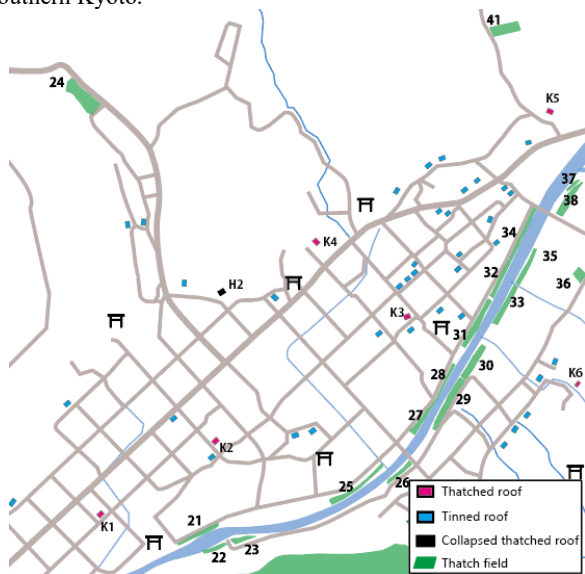 outhern Kyoto.
41
24
K5
37
38
34
K4
35
32
36
H2
33
K3
31
30
28
K6
29
27
K2
26
25
K1
21
22
23
Thatched roof
Tinned roof
Collapsed thatched roof
Thatch field